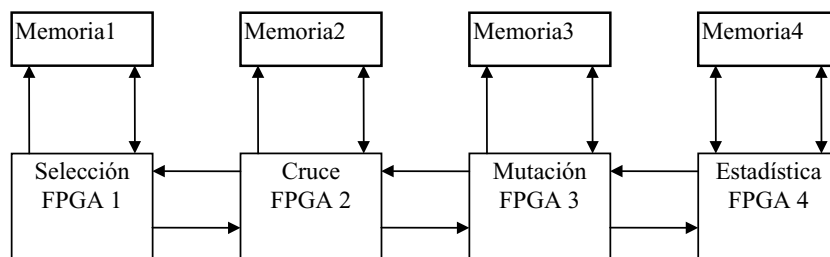 Memoria1 Memoria2 Memoria3 Memoria4
Selección Cruce Mutación Estadística
FPGA 1 FPGA 2 FPGA 3 FPGA 4